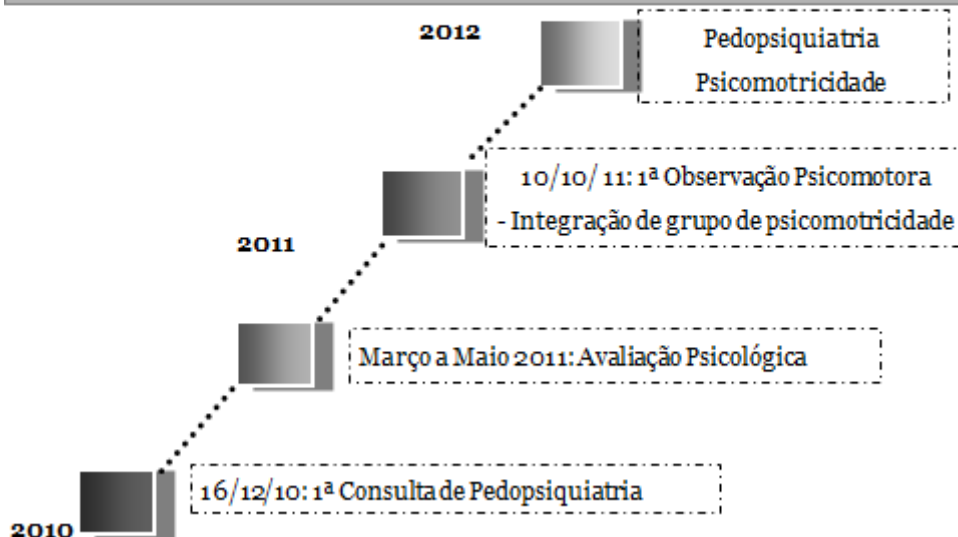 2012
Pedopsiquiatria
Psicomotricidade
10/10/ 11: 1ª Observação Psicomotora
- Integração de grupo de psicomotricidade
2011
Março a Maio 2011: Avaliação Psicológica
16/12/10: 1ª Consulta de Pedopsiquiatria
2010